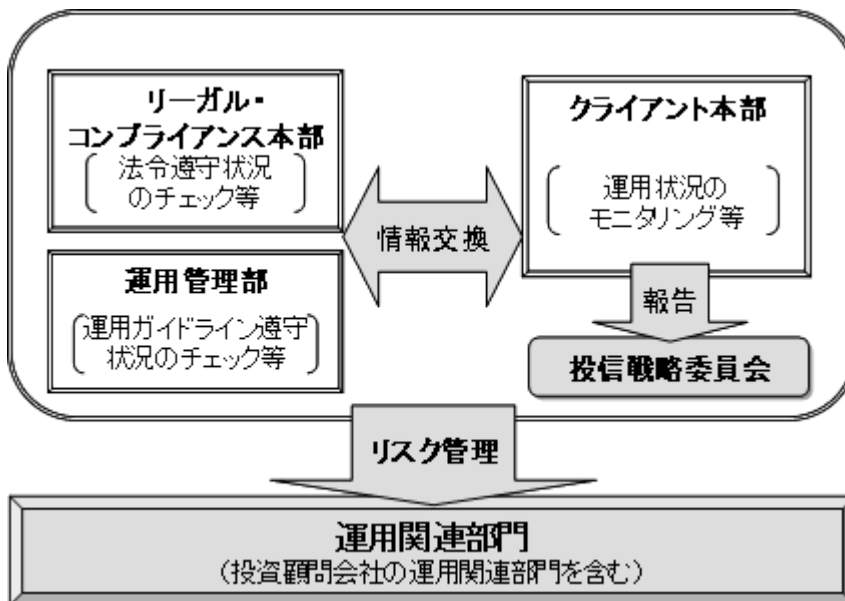 リーガル・
コンプライアンス本部
法令遵守状況
のチェック等
クライアント本部
運用状況の
モニタリング等
情報交換
運用管理部
運用ガイドライン遵守
状況のチェック等
報告
投信戦略委員会
リスク管理
運用関連部門
(投資顧問会社の運用関連部門を含む)